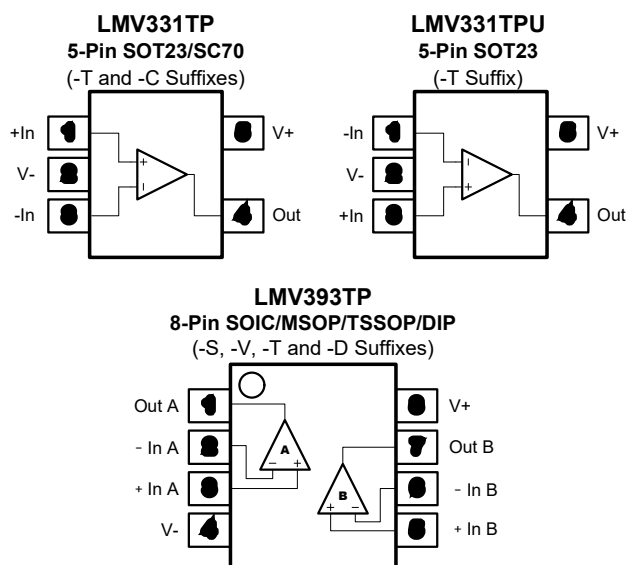 LMV331TP
5-Pin SOT23/SC70
(-T and -C Suffixes)
+In
V-
-In
V+
Out
+
-
LMV331TPU
5-Pin SOT23
(-T Suffix)
-In
V-
+In
V+
Out
-
+
LMV393TP
8-Pin SOIC/MSOP/TSSOP/DIP
(-S, -V, -T and -D Suffixes)
Out A
- In A
+ In A
V-
V+
Out B
- In B
+ In B
A
- +
B
+ -